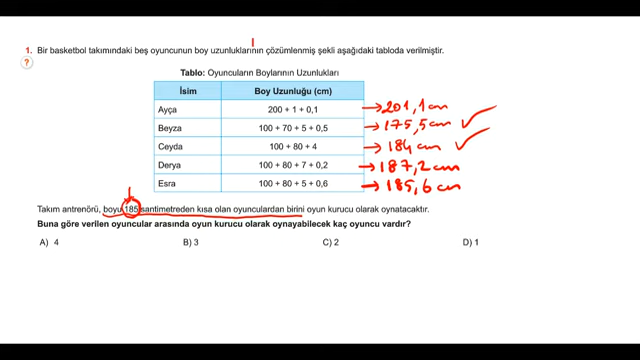 1. Bir basketbol takımındaki beş oyuncunun boy uzunluklarının çözümlenmiş şekli aşağıdaki tabloda verilmiştir.
?
Tablo: Oyuncuların Boylarının Uzunlukları
İsim Boy Uzunluğu (cm)
Ayça 200 + 1 + 0,1 → 201,1 cm
Beyza 100 + 70 + 5 + 0,5 → 175,5 cm ✓
Ceyda 100 + 80 + 4 → 184 cm ✓
Derya 100 + 80 + 7 + 0,2 → 187,2 cm
Esra 100 + 80 + 5 + 0,6 → 185,6 cm
Takım antrenörü, boyu 185 santimetreden kısa olan oyunculardan birini oyun kurucu olarak oynatacaktır.
Buna göre verilen oyuncular arasında oyun kurucu olarak oynayabilecek kaç oyuncu vardır?
A) 4 B) 3 C) 2 D) 1